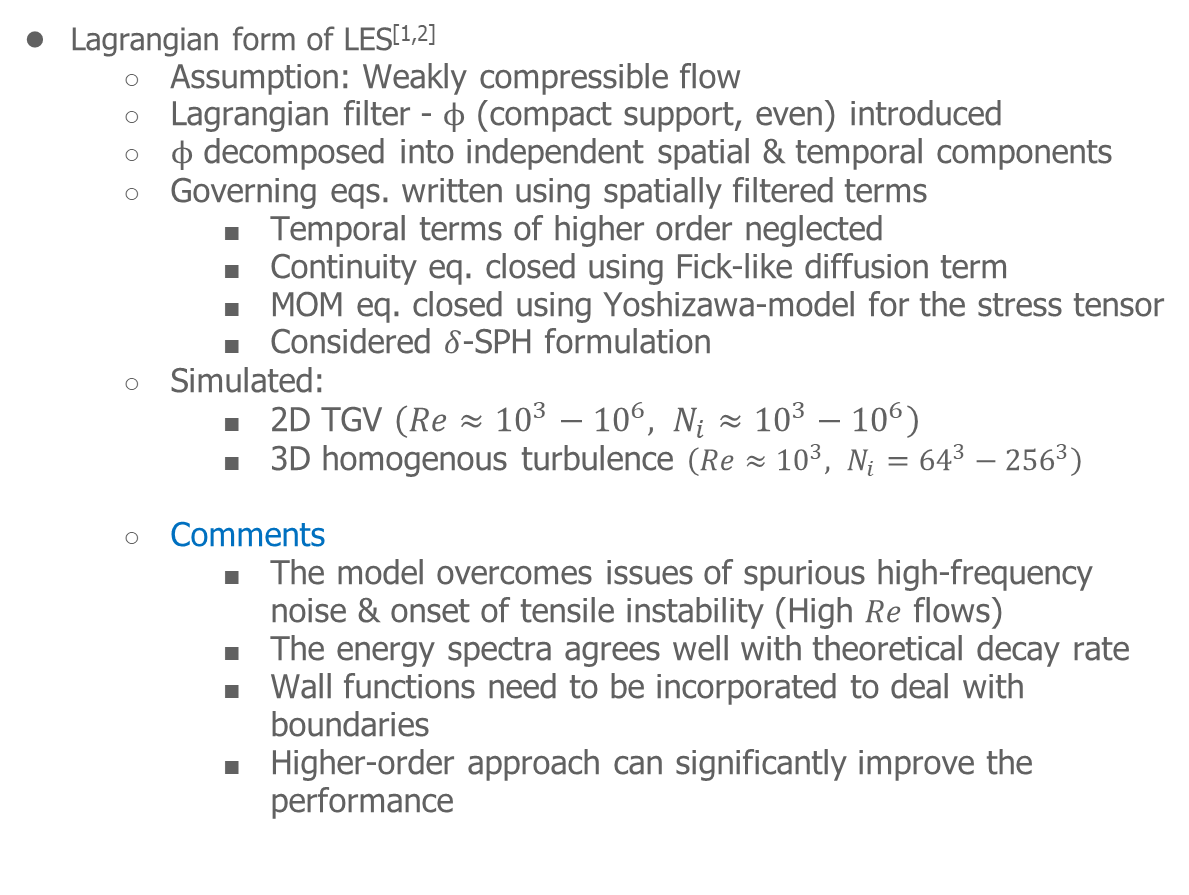 ● Lagrangian form of LES[1,2]
○ Assumption: Weakly compressible flow
○ Lagrangian filter - ϕ (compact support, even) introduced
○ ϕ decomposed into independent spatial & temporal components
○ Governing eqs. written using spatially filtered terms
■ Temporal terms of higher order neglected
■ Continuity eq. closed using Fick-like diffusion term
■ MOM eq. closed using Yoshizawa-model for the stress tensor
■ Considered 𝛿-SPH formulation
○ Simulated:
■ 2D TGV (Re ≈ 10³ − 10⁶, Nᵢ ≈ 10³ − 10⁶)
■ 3D homogenous turbulence (Re ≈ 10³, Nᵢ = 64³ − 256³)
○ Comments
■ The model overcomes issues of spurious high-frequency
noise & onset of tensile instability (High Re flows)
■ The energy spectra agrees well with theoretical decay rate
■ Wall functions need to be incorporated to deal with
boundaries
■ Higher-order approach can significantly improve the
performance